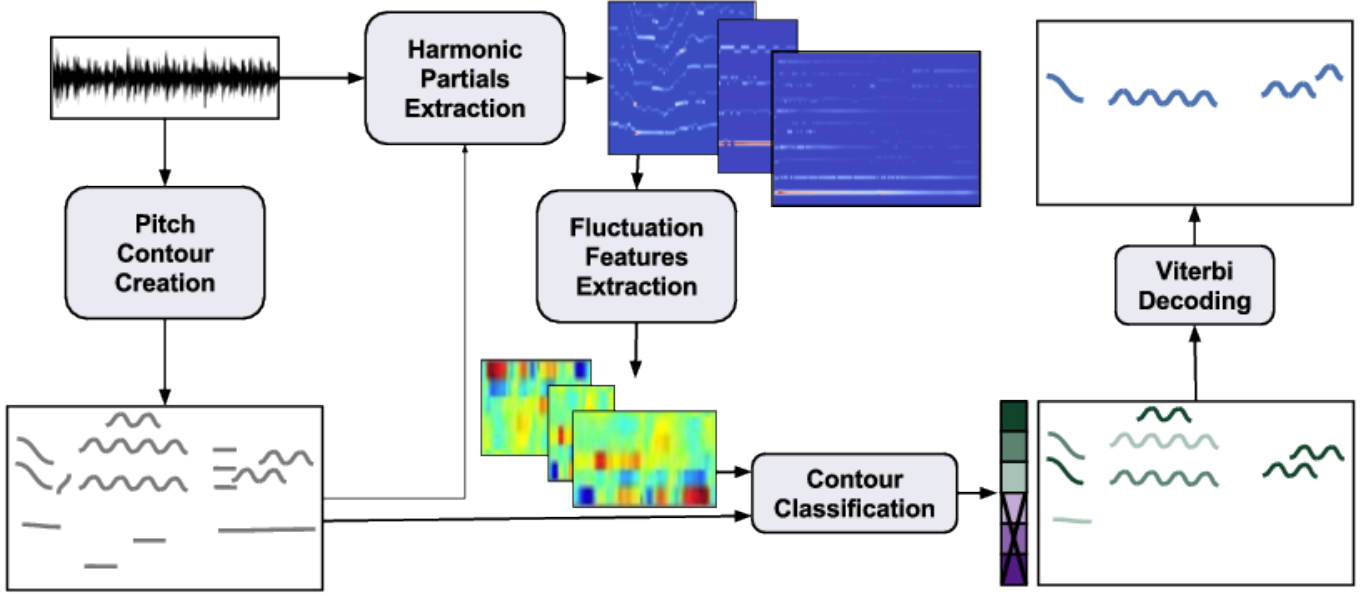 Harmonic
Partials
Extraction
Pitch
Contour
Creation
Fluctuation
Features
Extraction
Viterbi
Decoding
Contour
Classification